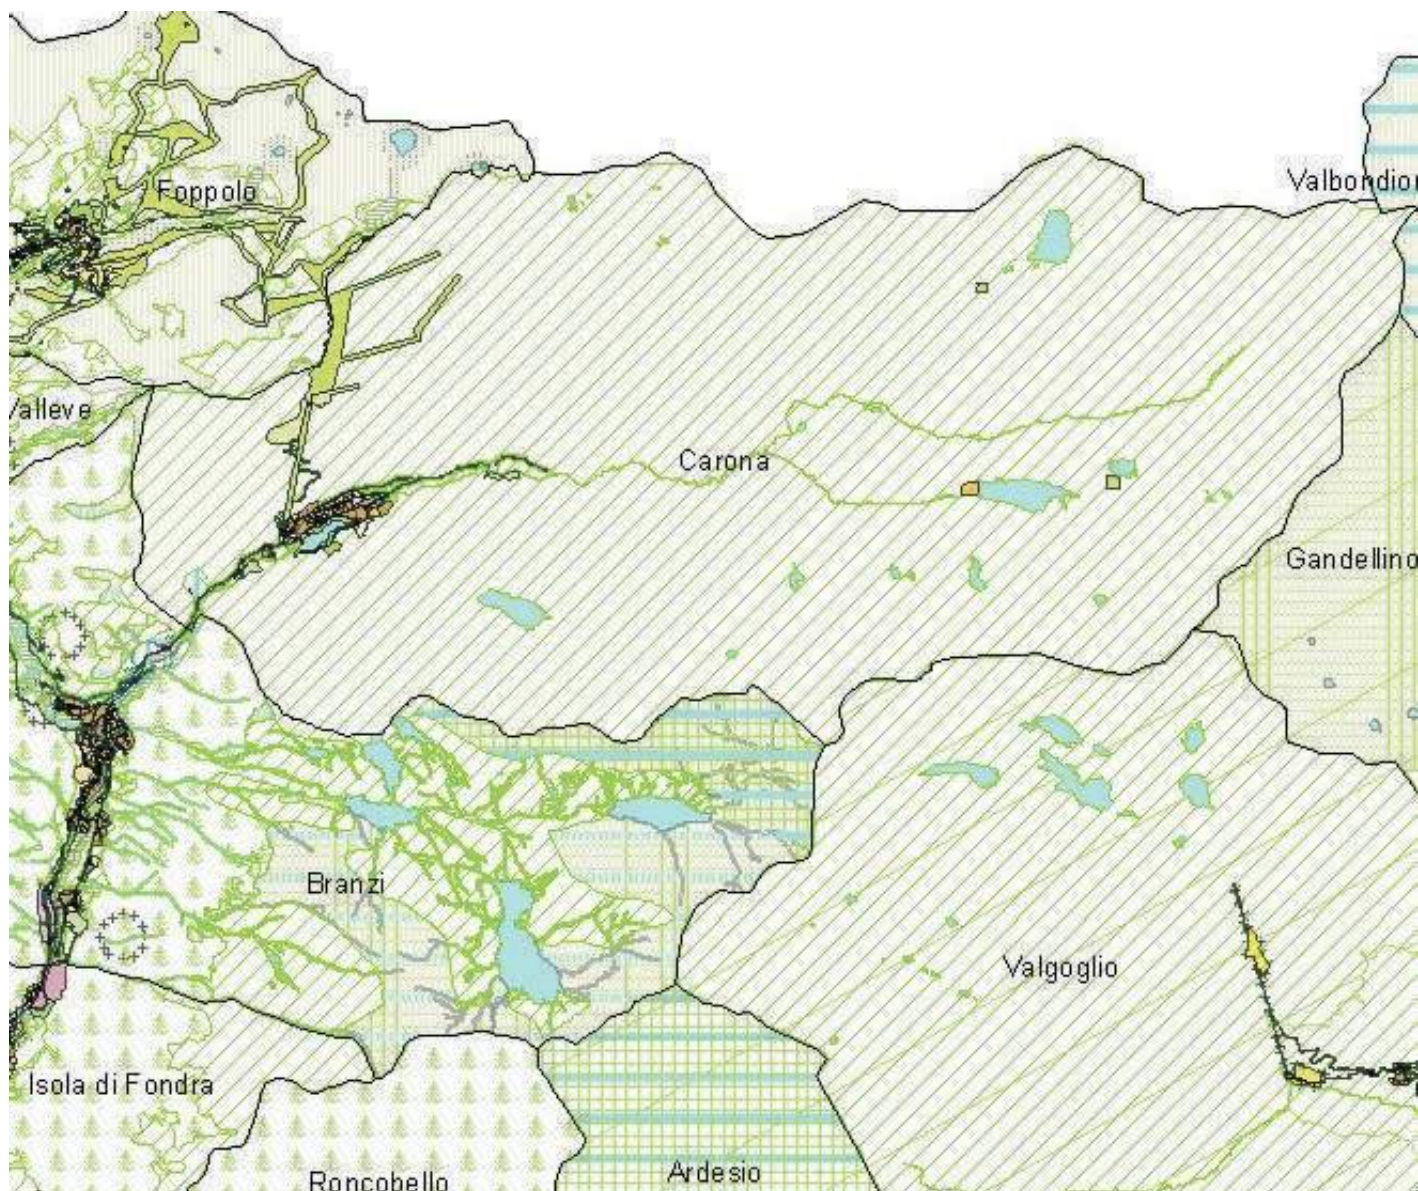 Valbondion
Foppolo
Valleve
Carona
Gandellino
Branzi
Valgoglio
Isola di Fondra
Ardesio
Roncobello